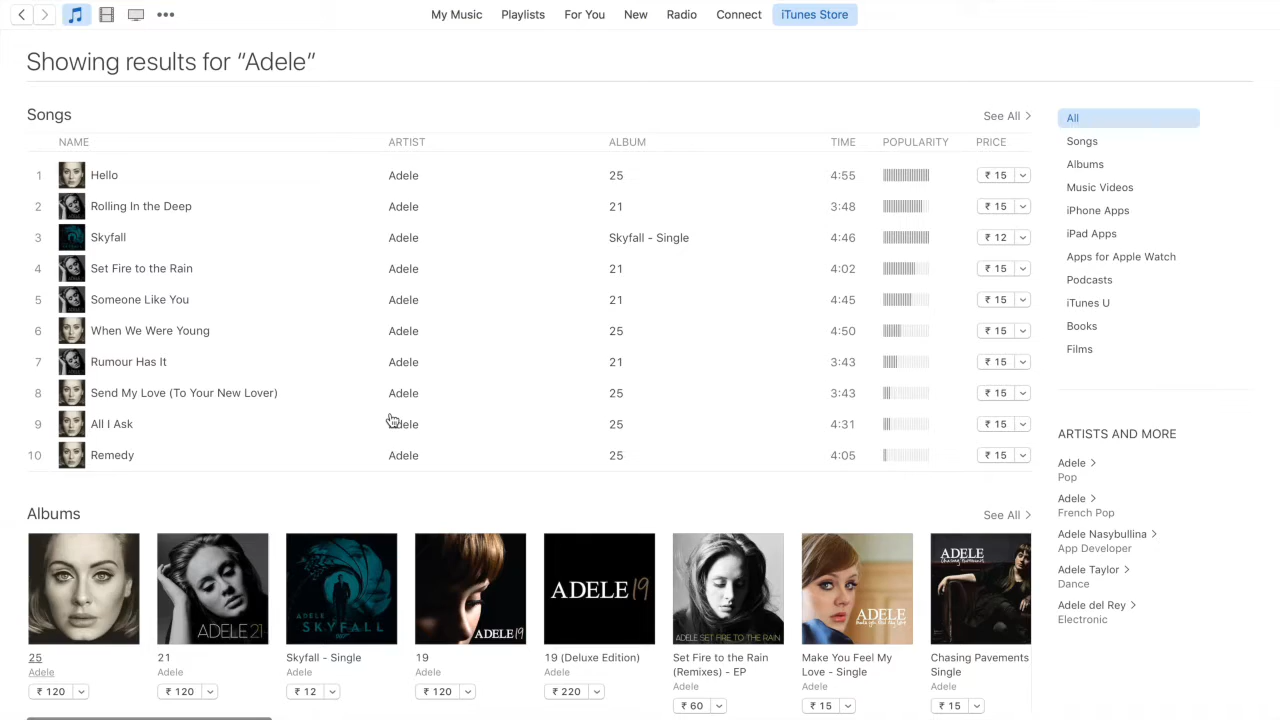 My Music Playlists For You New Radio Connect iTunes Store
Showing results for “Adele”
Songs See All >
NAME ARTIST ALBUM TIME POPULARITY PRICE
1 Hello Adele 25 4:55 ₹ 15
2 Rolling In the Deep Adele 21 3:48 ₹ 15
3 Skyfall Adele Skyfall - Single 4:46 ₹ 12
4 Set Fire to the Rain Adele 21 4:02 ₹ 15
5 Someone Like You Adele 21 4:45 ₹ 15
6 When We Were Young Adele 25 4:50 ₹ 15
7 Rumour Has It Adele 21 3:43 ₹ 15
8 Send My Love (To Your New Lover) Adele 25 3:43 ₹ 15
9 All I Ask Adele 25 4:31 ₹ 15
10 Remedy Adele 25 4:05 ₹ 15
All
Songs
Albums
Music Videos
iPhone Apps
iPad Apps
Apps for Apple Watch
Podcasts
iTunes U
Books
Films
ARTISTS AND MORE
Adele >
Pop
Adele >
French Pop
Adele Nasybullina >
App Developer
Adele Taylor >
Dance
Adele del Rey >
Electronic
Albums See All >
ADELE 21
ADELE
SKYFALL
007
ADELE 19
ADELE 19
ADELE SET FIRE TO THE RAIN
ADELE
make you feel my love
ADELE
Chasing Pavements
25
Adele
₹ 120
21
Adele
₹ 120
Skyfall - Single
Adele
₹ 12
19
Adele
₹ 120
19 (Deluxe Edition)
Adele
₹ 220
Set Fire to the Rain
(Remixes) - EP
Adele
₹ 60
Make You Feel My
Love - Single
Adele
₹ 15
Chasing Pavements
Single
Adele
₹ 15